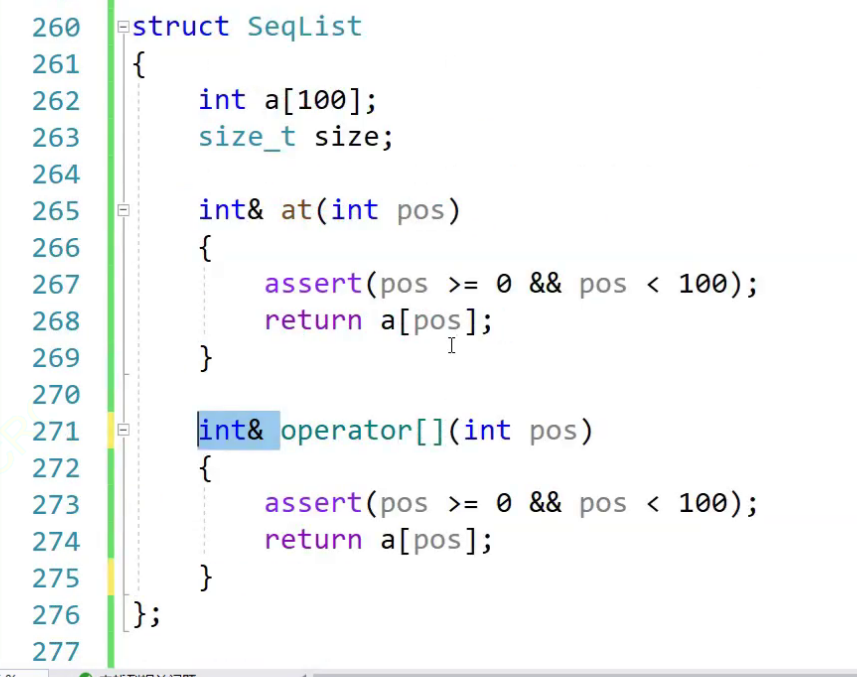 260 struct SeqList
261 {
262 int a[100];
263 size_t size;
264
265 int& at(int pos)
266 {
267 assert(pos >= 0 && pos < 100);
268 return a[pos];
269 }
270
271 int& operator[](int pos)
272 {
273 assert(pos >= 0 && pos < 100);
274 return a[pos];
275 }
276 };
277